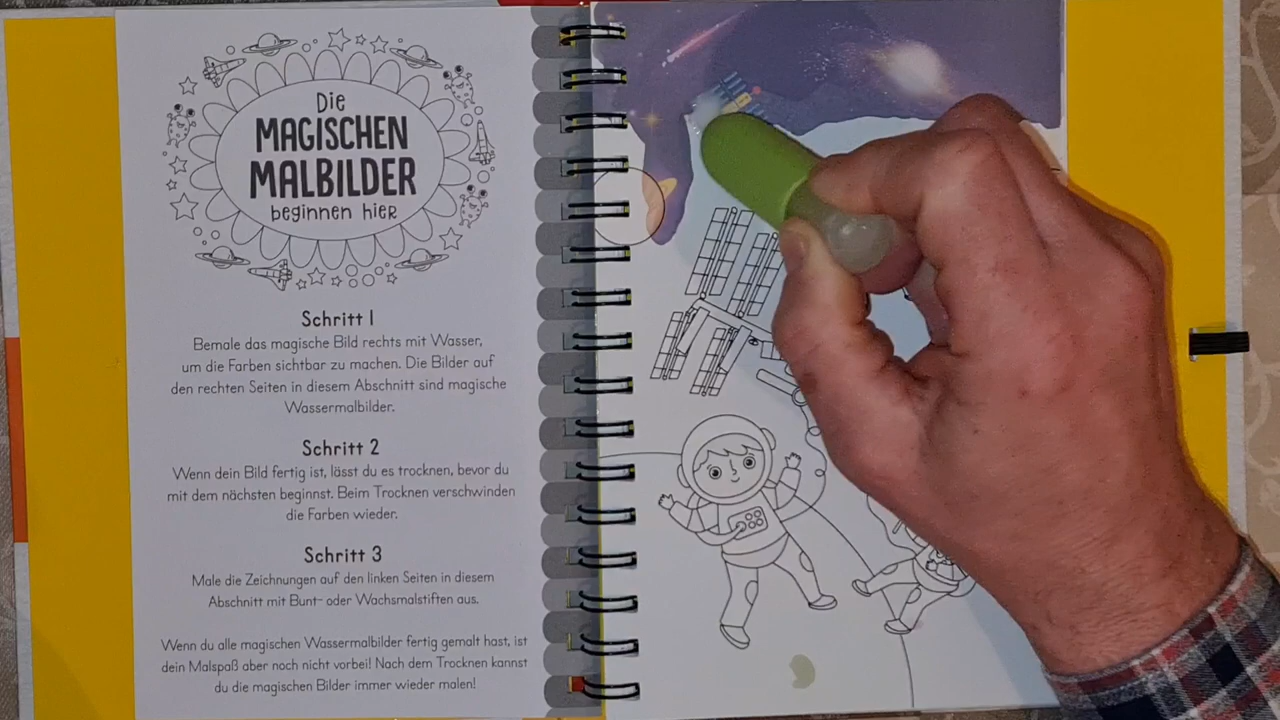 Die
MAGISCHEN
MALBILDER
beginnen hier
Schritt 1
Bemale das magische Bild rechts mit Wasser,
um die Farben sichtbar zu machen. Die Bilder auf
den rechten Seiten in diesem Abschnitt sind magische
Wassermalbilder.
Schritt 2
Wenn dein Bild fertig ist, lässt du es trocknen, bevor du
mit dem nächsten beginnst. Beim Trocknen verschwinden
die Farben wieder.
Schritt 3
Male die Zeichnungen auf den linken Seiten in diesem
Abschnitt mit Bunt- oder Wachsmalstiften aus.
Wenn du alle magischen Wassermalbilder fertig gemalt hast, ist
dein Malspaß aber noch nicht vorbei! Nach dem Trocknen kannst
du die magischen Bilder immer wieder malen!